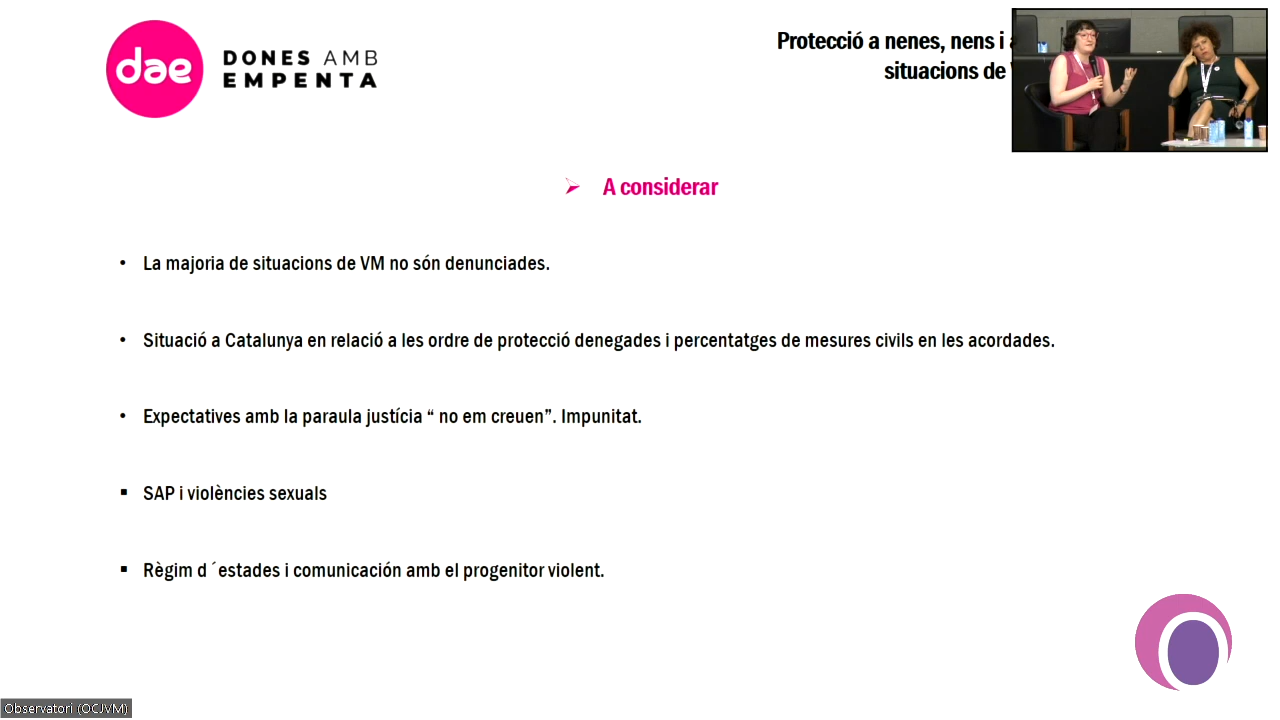 dae
DONES AMB
EMPENTA
Protecció a nenes, nens i
situacions de
➢ A considerar
• La majoria de situacions de VM no són denunciades.
• Situació a Catalunya en relació a les ordre de protecció denegades i percentatges de mesures civils en les acordades.
• Expectatives amb la paraula justícia “ no em creuen”. Impunitat.
▪ SAP i violències sexuals
▪ Règim d ´estades i comunicación amb el progenitor violent.
Observatori (OCJVM)